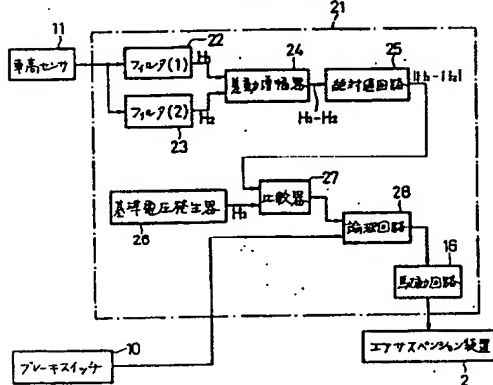 21
11
車高センサ
22
フィルタ(1)
H₁
24
差動増幅器
25
絶対値回路
|H₁-H₂|
フィルタ(2)
23
H₂
H₁-H₂
基準電圧発生器
26
H₃
27
比較器
28
論理回路
16
駆動回路
10
ブレーキスイッチ
エアサスペンション装置
2